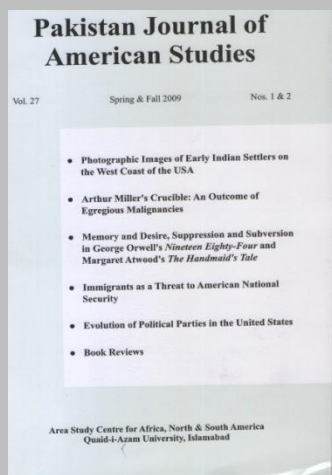 Pakistan Journal of
American Studies
Vol. 27 Spring & Fall 2009 Nos. 1 & 2
• Photographic Images of Early Indian Settlers on
the West Coast of the USA
• Arthur Miller's Crucible: An Outcome of
Egregious Malignancies
• Memory and Desire, Suppression and Subversion
in George Orwell's Nineteen Eighty-Four and
Margaret Atwood's The Handmaid's Tale
• Immigrants as a Threat to American National
Security
• Evolution of Political Parties in the United States
• Book Reviews
Area Study Centre for Africa, North & South America
Quaid-i-Azam University, Islamabad